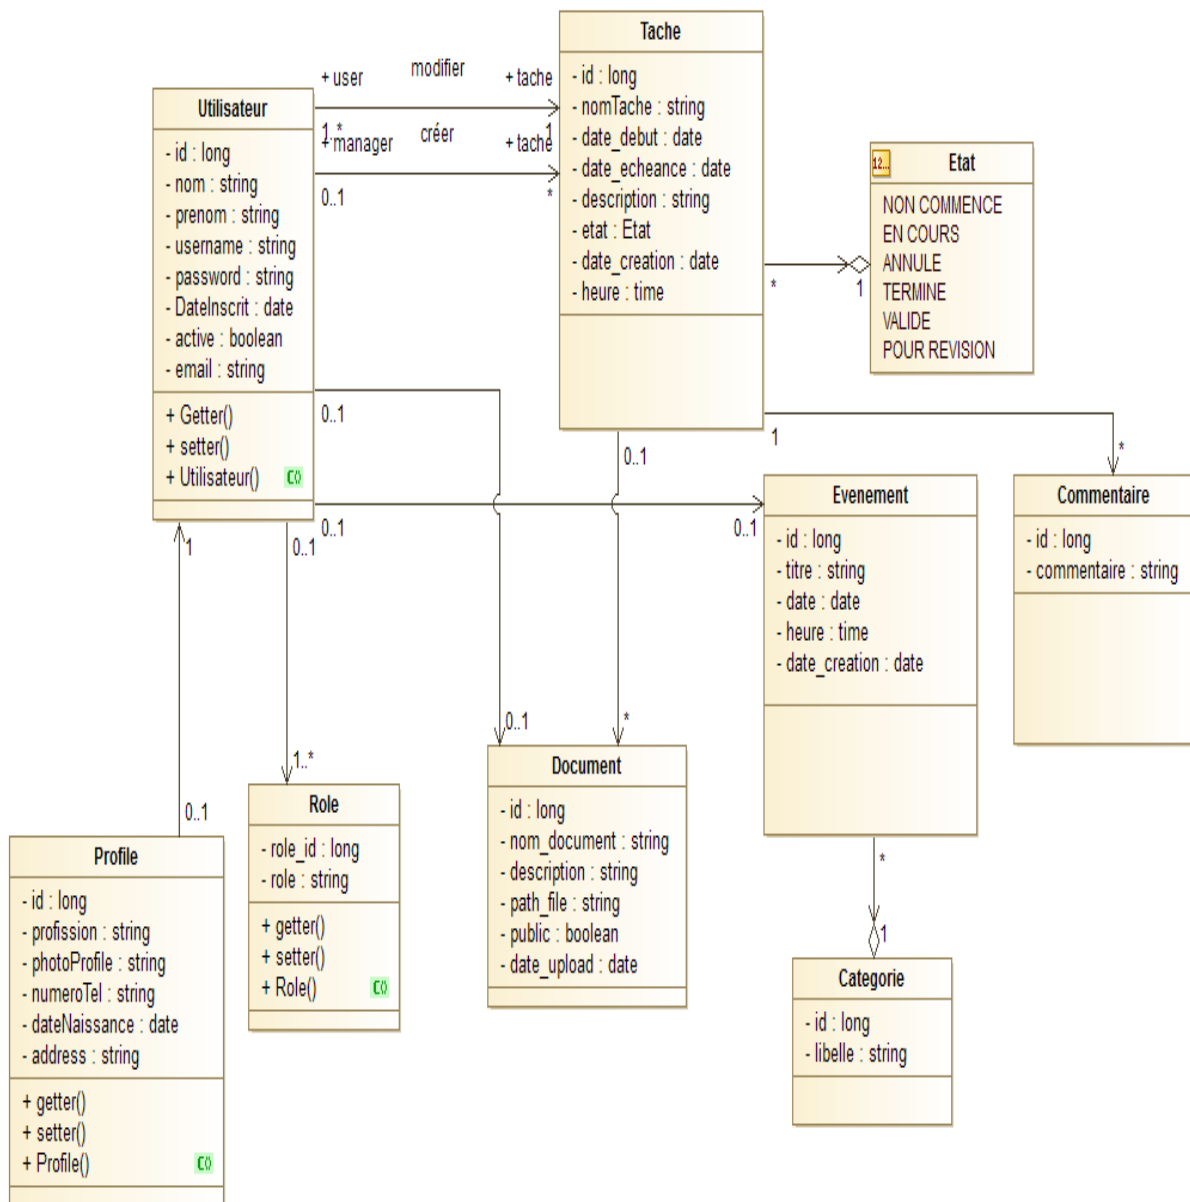 Tache
- id : long
- nomTache : string
- date_debut : date
- date_echeance : date
- description : string
- etat : Etat
- date_creation : date
- heure : time
+ user
modifier
+ tache
1..*
1
+ manager
créer
+ tache
0..1
*
Utilisateur
- id : long
- nom : string
- prenom : string
- username : string
- password : string
- DateInscrit : date
- active : boolean
- email : string
+ Getter()
+ setter()
+ Utilisateur()
C()
12...
Etat
NON COMMENCE
EN COURS
ANNULE
TERMINE
VALIDE
POUR REVISION
*
1
0..1
0..1
1
*
0..1
0..1
1
0..1
Evenement
- id : long
- titre : string
- date : date
- heure : time
- date_creation : date
Commentaire
- id : long
- commentaire : string
0..1
*
1..*
0..1
Role
- role_id : long
- role : string
+ getter()
+ setter()
+ Role()
C()
Document
- id : long
- nom_document : string
- description : string
- path_file : string
- public : boolean
- date_upload : date
*
1
Categorie
- id : long
- libelle : string
Profile
- id : long
- profission : string
- photoProfile : string
- numeroTel : string
- dateNaissance : date
- address : string
+ getter()
+ setter()
+ Profile()
C()